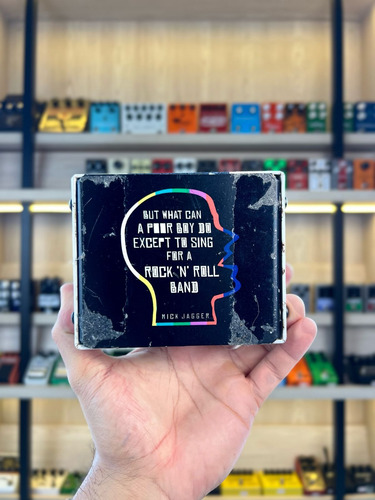 BUT WHAT CAN
A POOR BOY DO
EXCEPT TO SING
FOR A
ROCK 'N' ROLL
BAND
MICK JAGGER